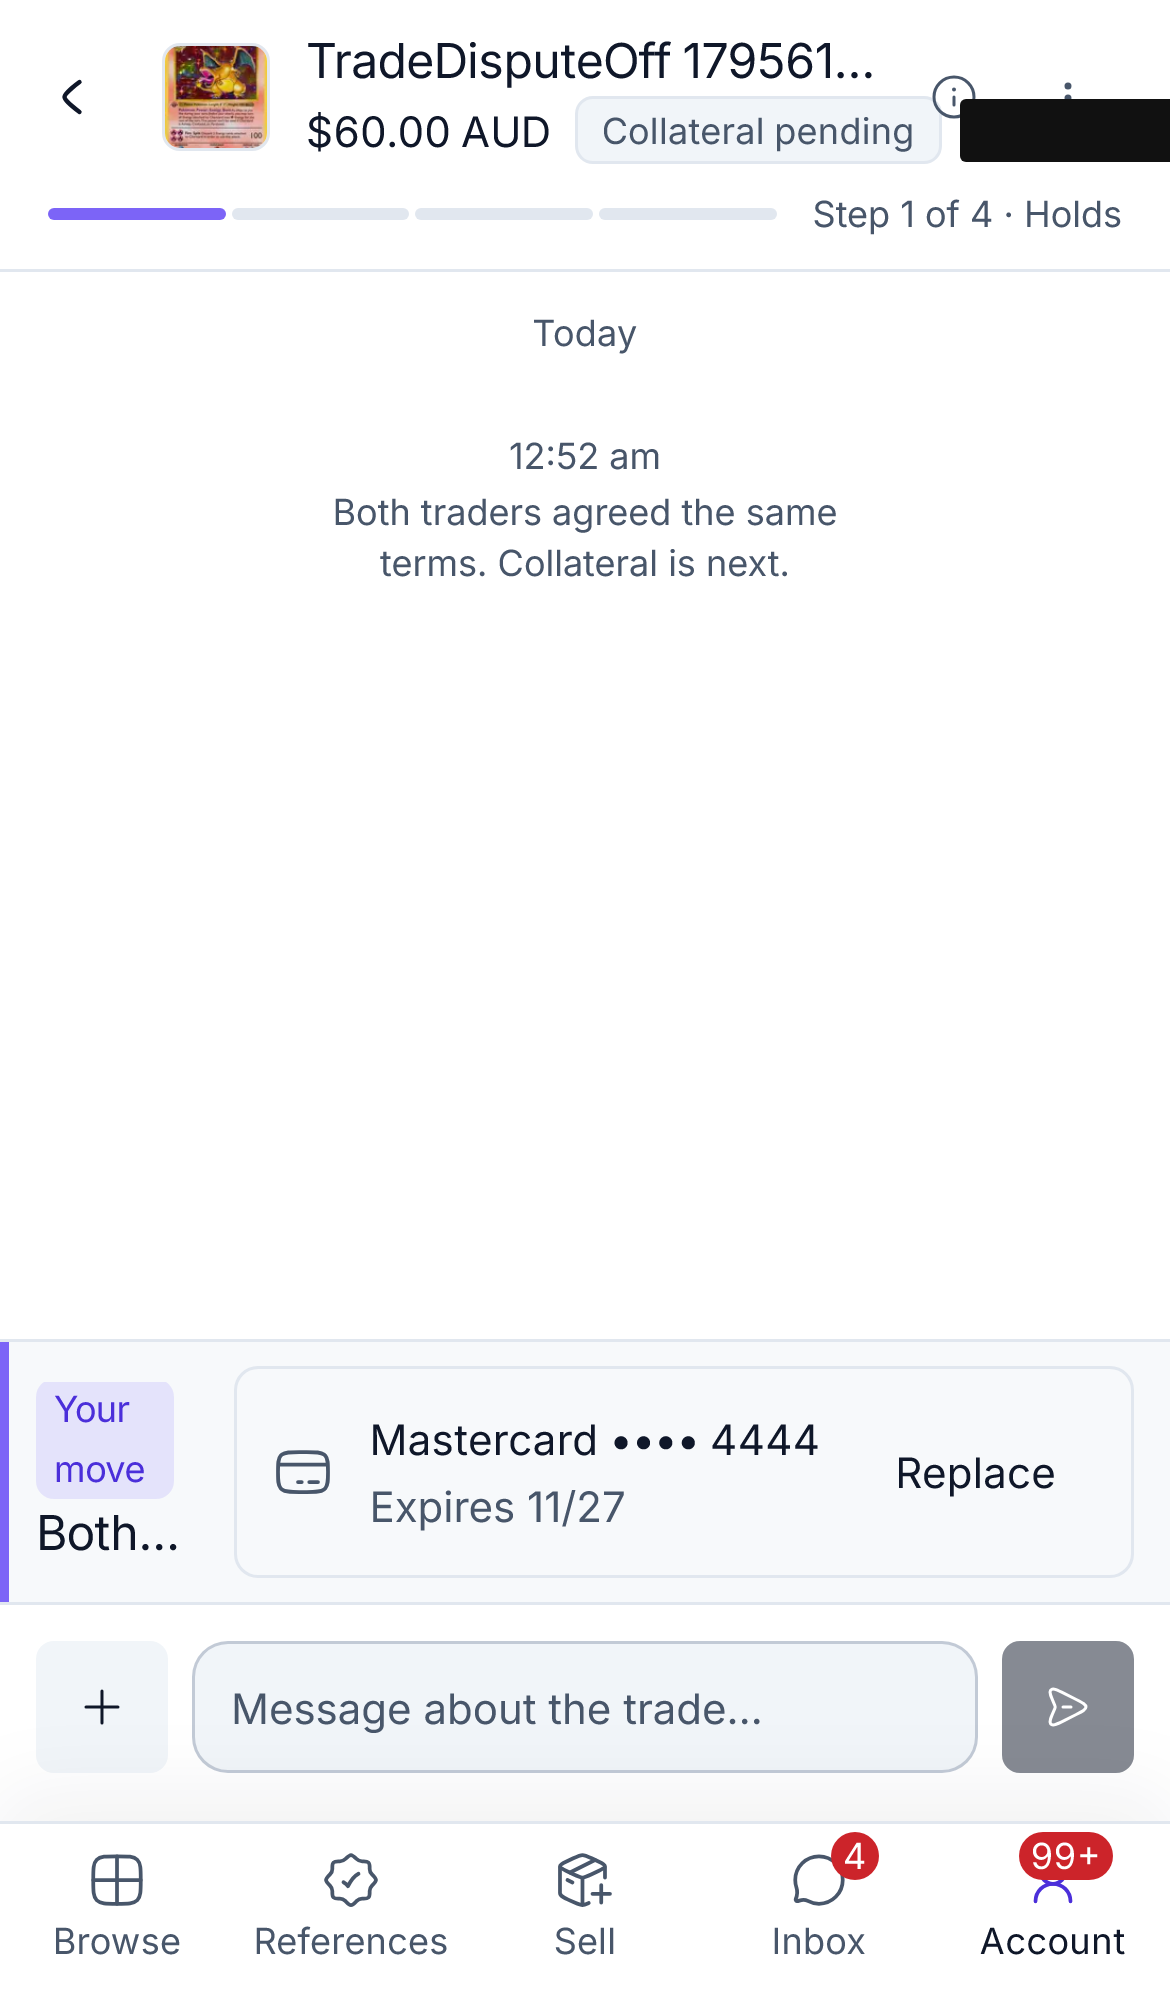 TradeDisputeOff 179561...
$60.00 AUD
Collateral pending
Step 1 of 4 · Holds
Today
12:52 am
Both traders agreed the same
terms. Collateral is next.
Your
move
Both...
Mastercard •••• 4444
Expires 11/27
Replace
Message about the trade...
4
99+
Browse
References
Sell
Inbox
Account